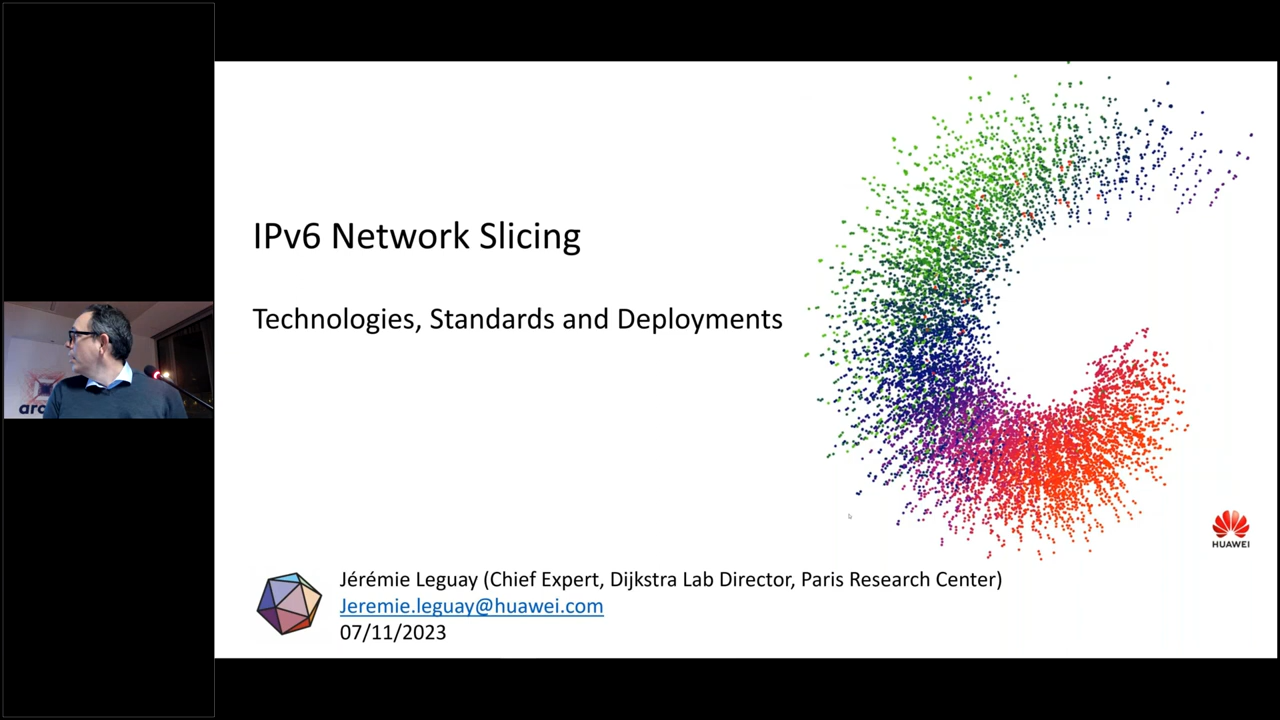 IPv6 Network Slicing
Technologies, Standards and Deployments
HUAWEI
Jérémie Leguay (Chief Expert, Dijkstra Lab Director, Paris Research Center)
Jeremie.leguay@huawei.com
07/11/2023